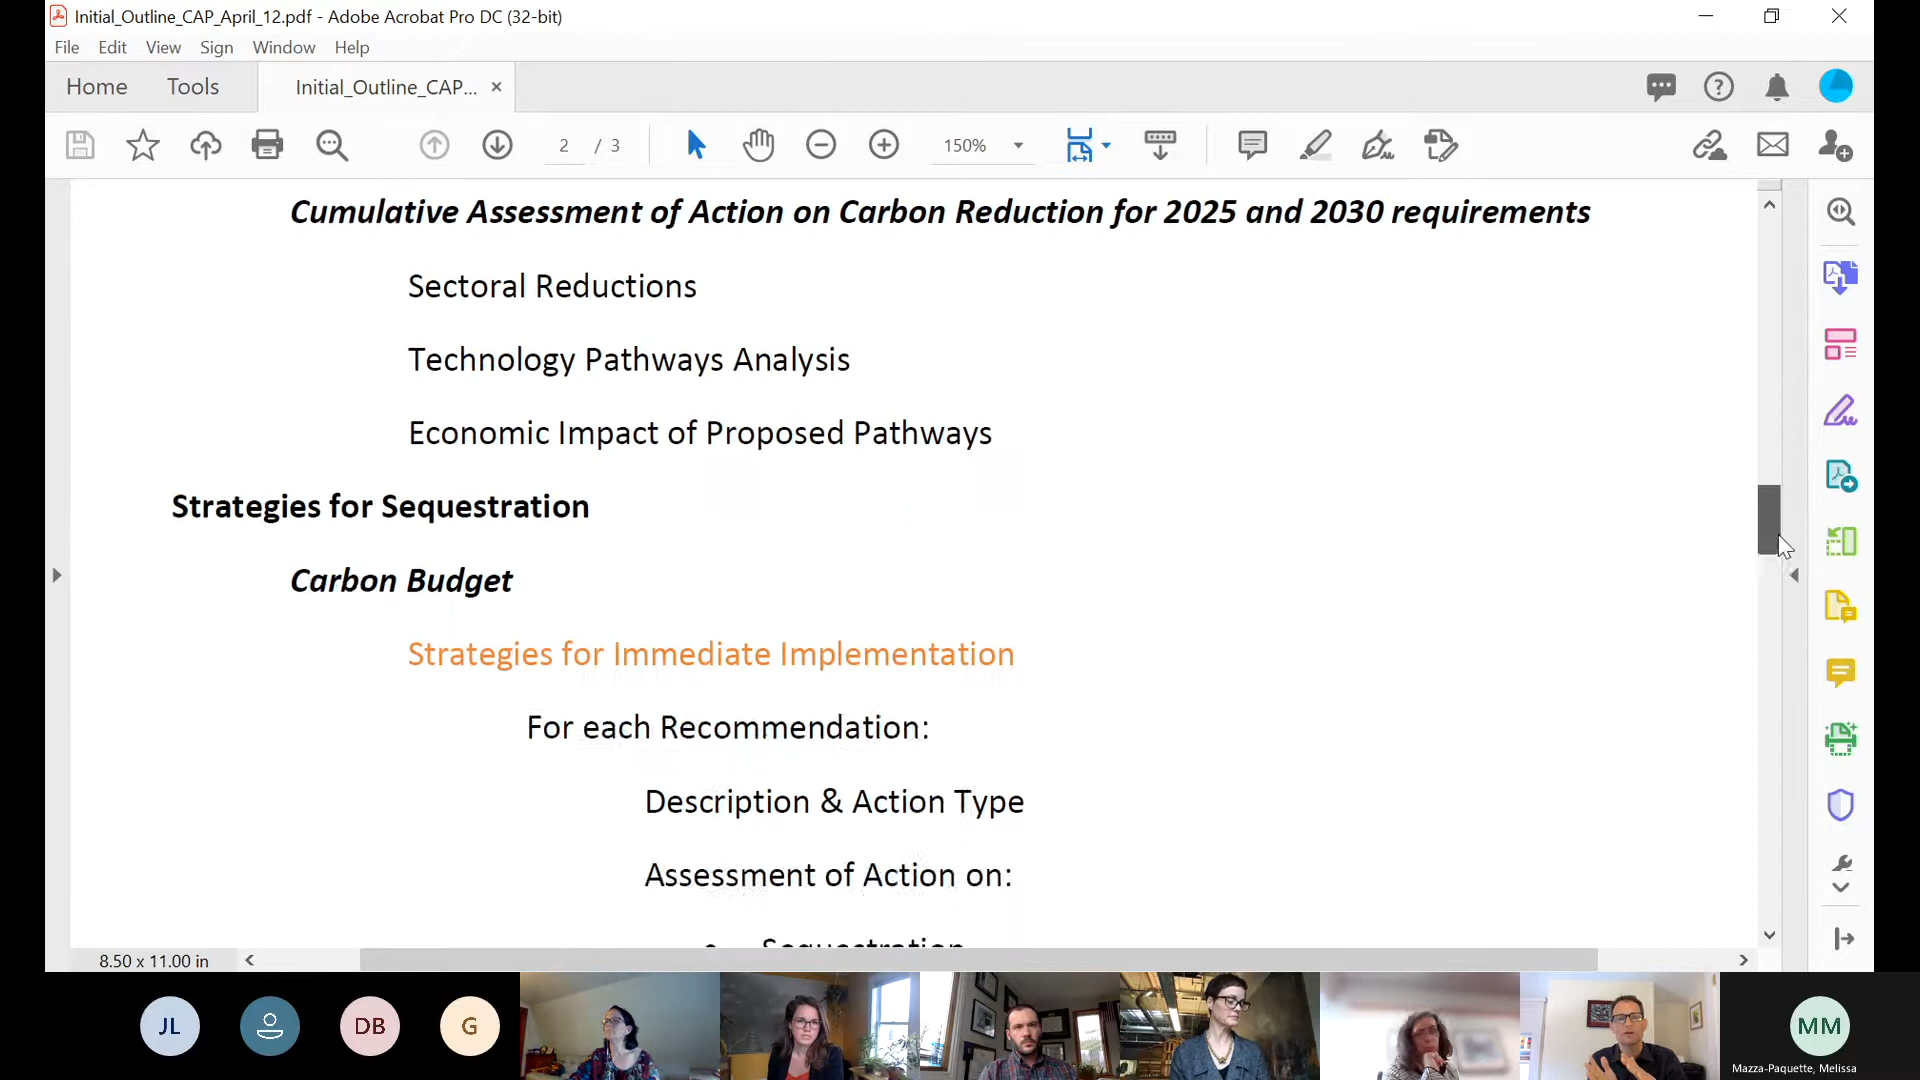 Initial_Outline_CAP_April_12.pdf - Adobe Acrobat Pro DC (32-bit)
File Edit View Sign Window Help
Home Tools Initial_Outline_CAP... ×
2 / 3 150%
Cumulative Assessment of Action on Carbon Reduction for 2025 and 2030 requirements
Sectoral Reductions
Technology Pathways Analysis
Economic Impact of Proposed Pathways
Strategies for Sequestration
Carbon Budget
Strategies for Immediate Implementation
For each Recommendation:
Description & Action Type
Assessment of Action on:
• Sequestration
8.50 x 11.00 in
JL DB G MM
Mazza-Paquette, Melissa